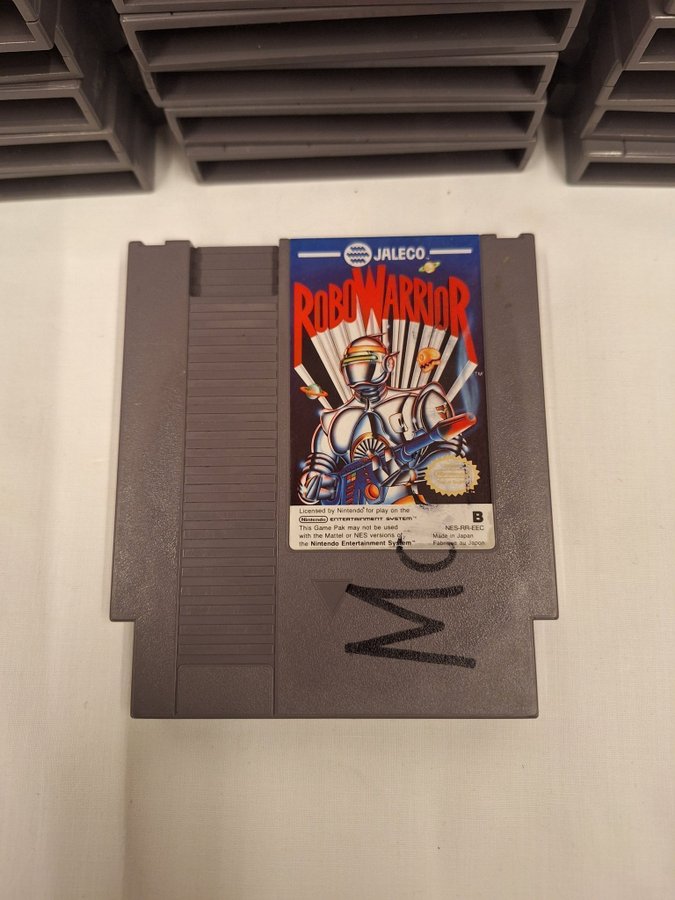 JALECO
ROBOWARRIOR
TM
Licensed by Nintendo® for play on the
Nintendo ENTERTAINMENT SYSTEM™
This Game Pak may not be used
with the Mattel or NES versions of
the Nintendo Entertainment System™
B
NES-RR-EEC
Made in Japan
Fabriqué au Japon